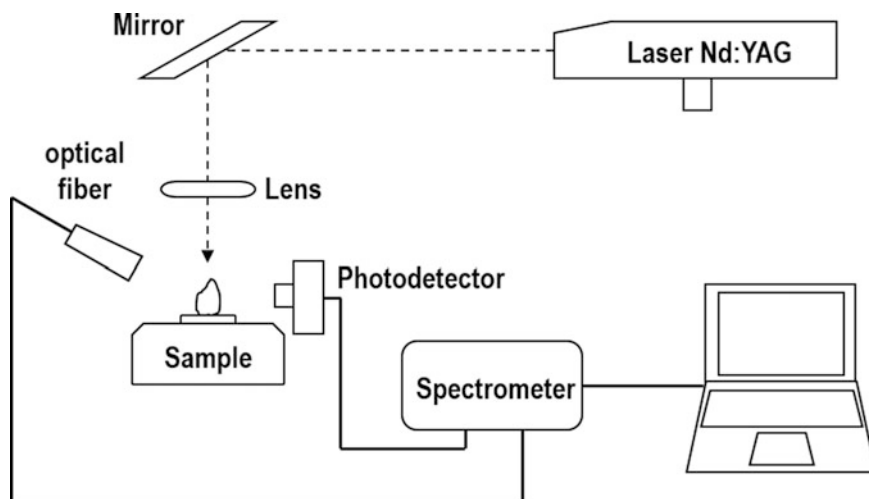 Mirror
Laser Nd:YAG
optical
fiber
Lens
Photodetector
Sample
Spectrometer